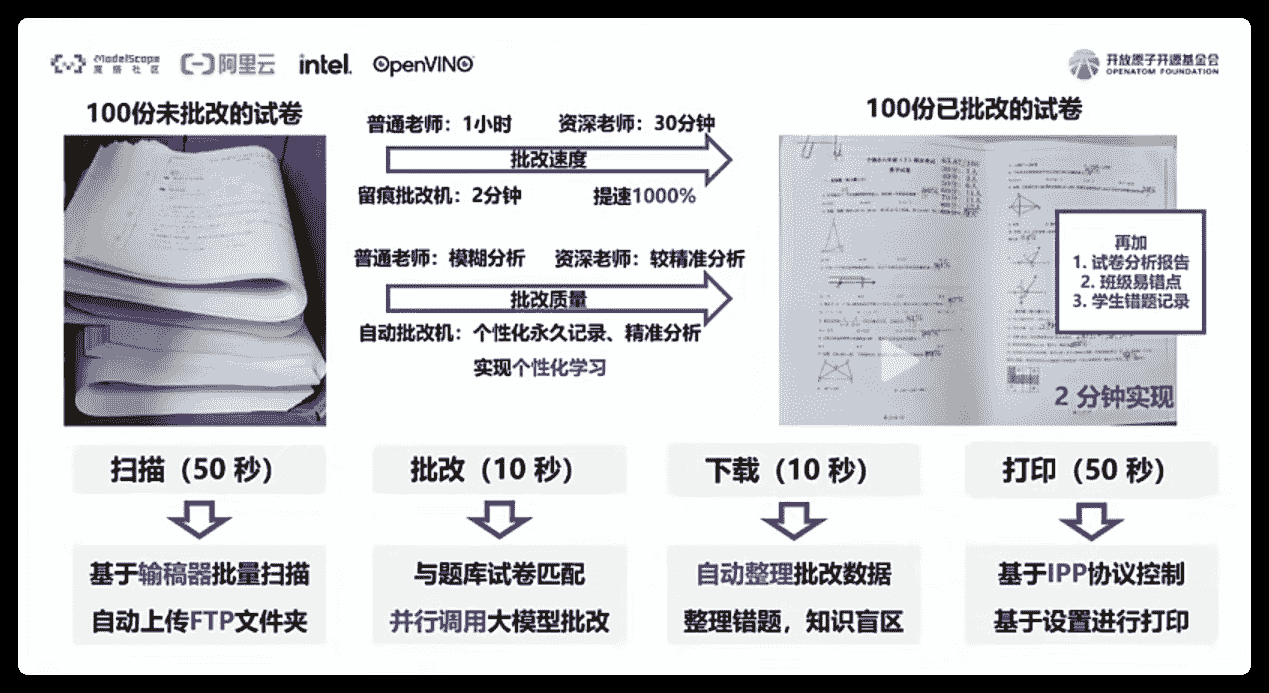 ModelScope
魔搭社区
阿里云
intel.
OpenVINO
开放原子开源基金会
OPENATOM FOUNDATION
100份未批改的试卷
普通老师：1小时
资深老师：30分钟
批改速度
留痕批改机：2分钟
提速1000%
普通老师：模糊分析
资深老师：较精准分析
批改质量
自动批改机：个性化永久记录、精准分析
实现个性化学习
100份已批改的试卷
再加
1. 试卷分析报告
2. 班级易错点
3. 学生错题记录
2 分钟实现
扫描（50 秒）
基于输稿器批量扫描
自动上传FTP文件夹
批改（10 秒）
与题库试卷匹配
并行调用大模型批改
下载（10 秒）
自动整理批改数据
整理错题，知识盲区
打印（50 秒）
基于IPP协议控制
基于设置进行打印